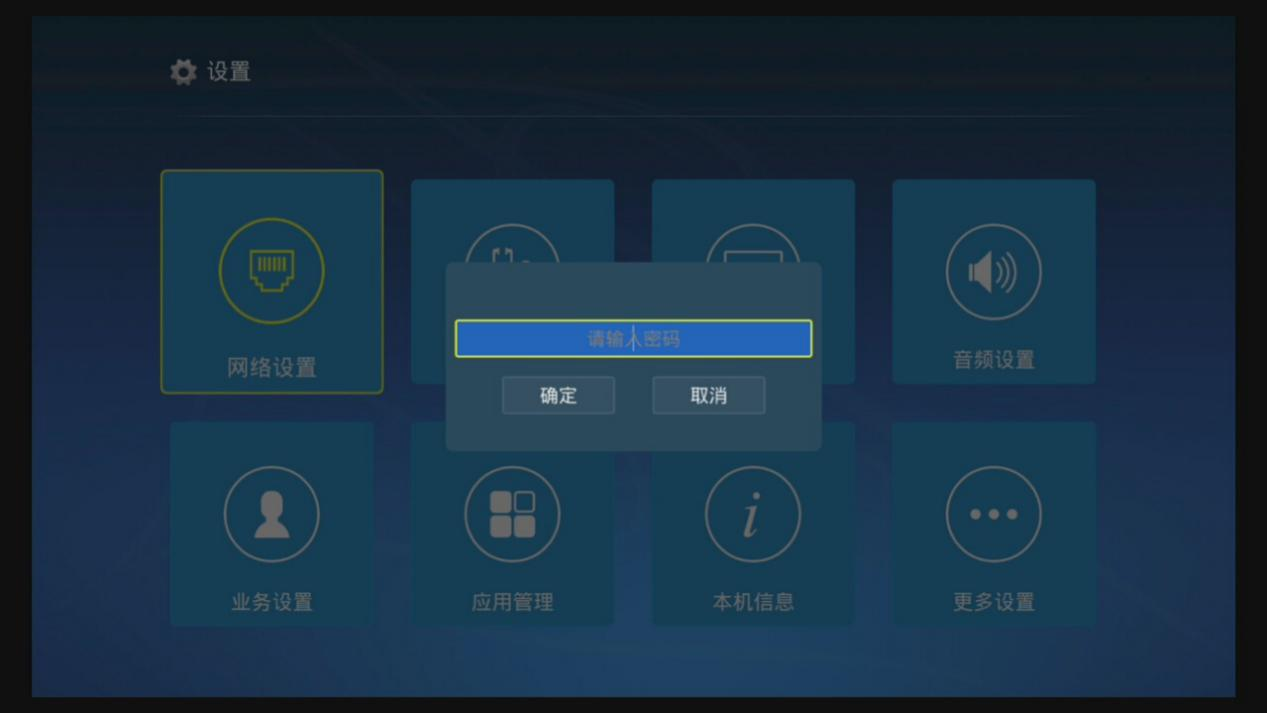 设置
网络设置
音频设置
请输入密码
确定
取消
业务设置
应用管理
本机信息
更多设置